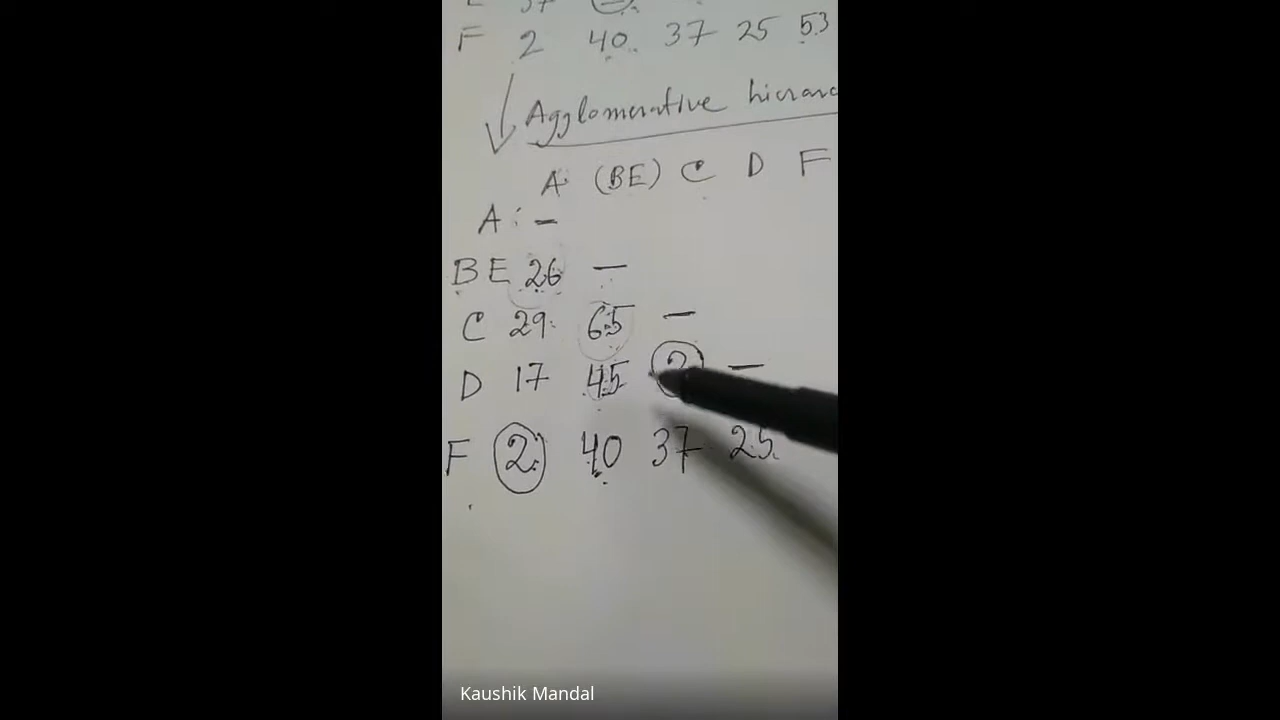 37
F 2 40 37 25 53
Agglomerative hierarc
A (BE) C D F
A: -
BE 26 —
C 29 65 —
D 17 45 2 —
F 2 40 37 25
Kaushik Mandal